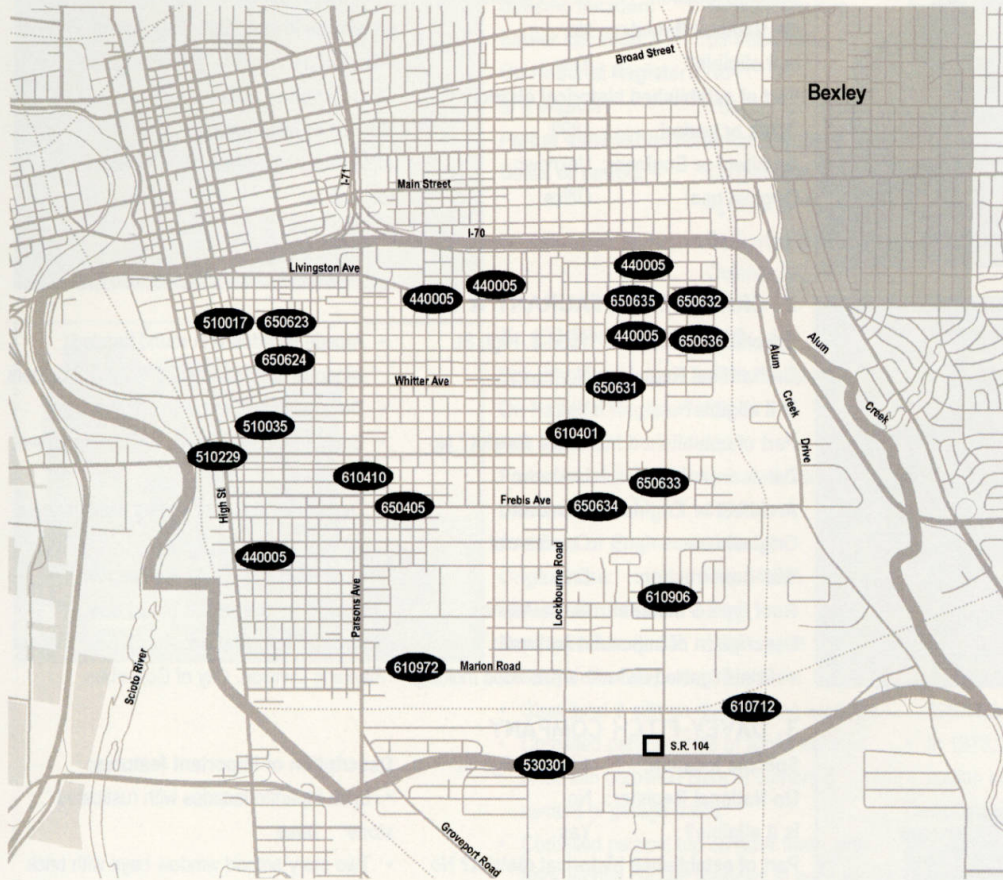 Broad Street
Bexley
I-71
Main Street
I-70
Livingston Ave
440005
440005
440005
650635
650632
510017
650623
440005
650636
650624
Whitter Ave
650631
Alum
Creek
Drive
Alum
Creek
510035
610401
510229
610410
650633
650405
Frebis Ave
650634
High St.
440005
Parsons Ave
Lockbourne Road
610906
Scioto River
610972
Marion Road
610712
S.R. 104
530301
Groveport Road